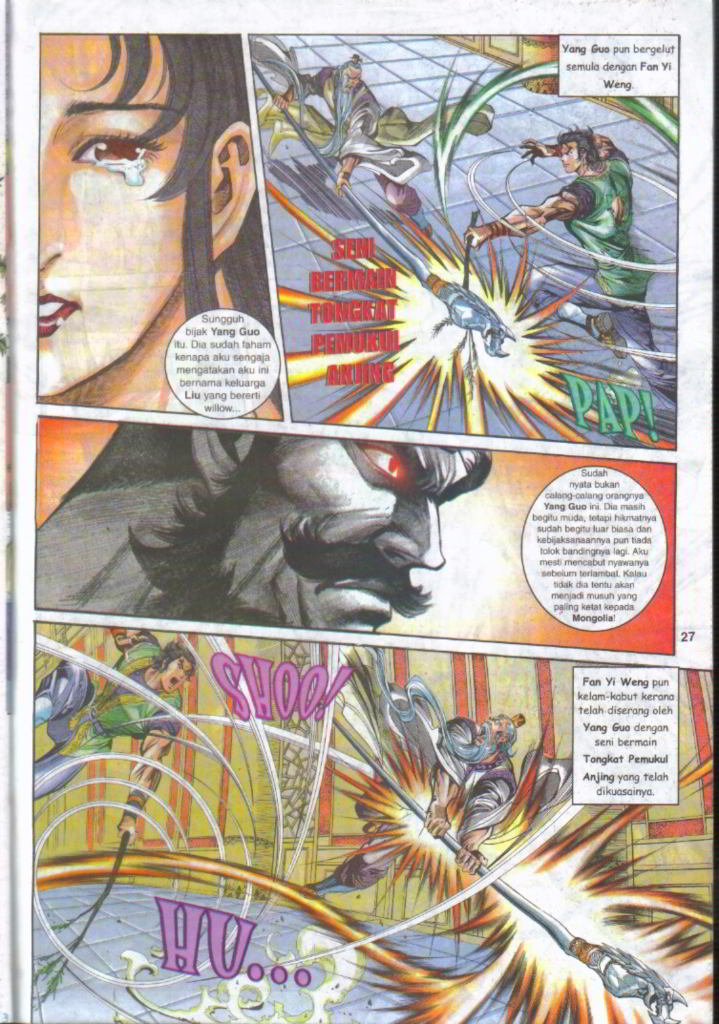 Sungguh
bijak Yang Guo
itu. Dia sudah faham
kenapa aku sengaja
mengatakan aku ini
bernama keluarga
Liu yang bererti
willow...
Yang Guo pun bergelut
semula dengan Fan Yi
Weng.
SENI
BERMAIN
TONGKAT
PEMUKUL
ANJING
PAP!
Sudah
nyata bukan
calang-calang orangnya
Yang Guo ini. Dia masih
begitu muda, tetapi hikmatnya
sudah begitu luar biasa dan
kebijaksanaannya pun tiada
tolok bandingnya lagi. Aku
mesti mencabut nyawanya
sebelum terlambat. Kalau
tidak dia tentu akan
menjadi musuh yang
paling ketat kepada
Mongolia!
27
SHOO!
Fan Yi Weng pun
kelam-kabut kerana
telah diserang oleh
Yang Guo dengan
seni bermain
Tongkat Pemukul
Anjing yang telah
dikuasainya.
HU...